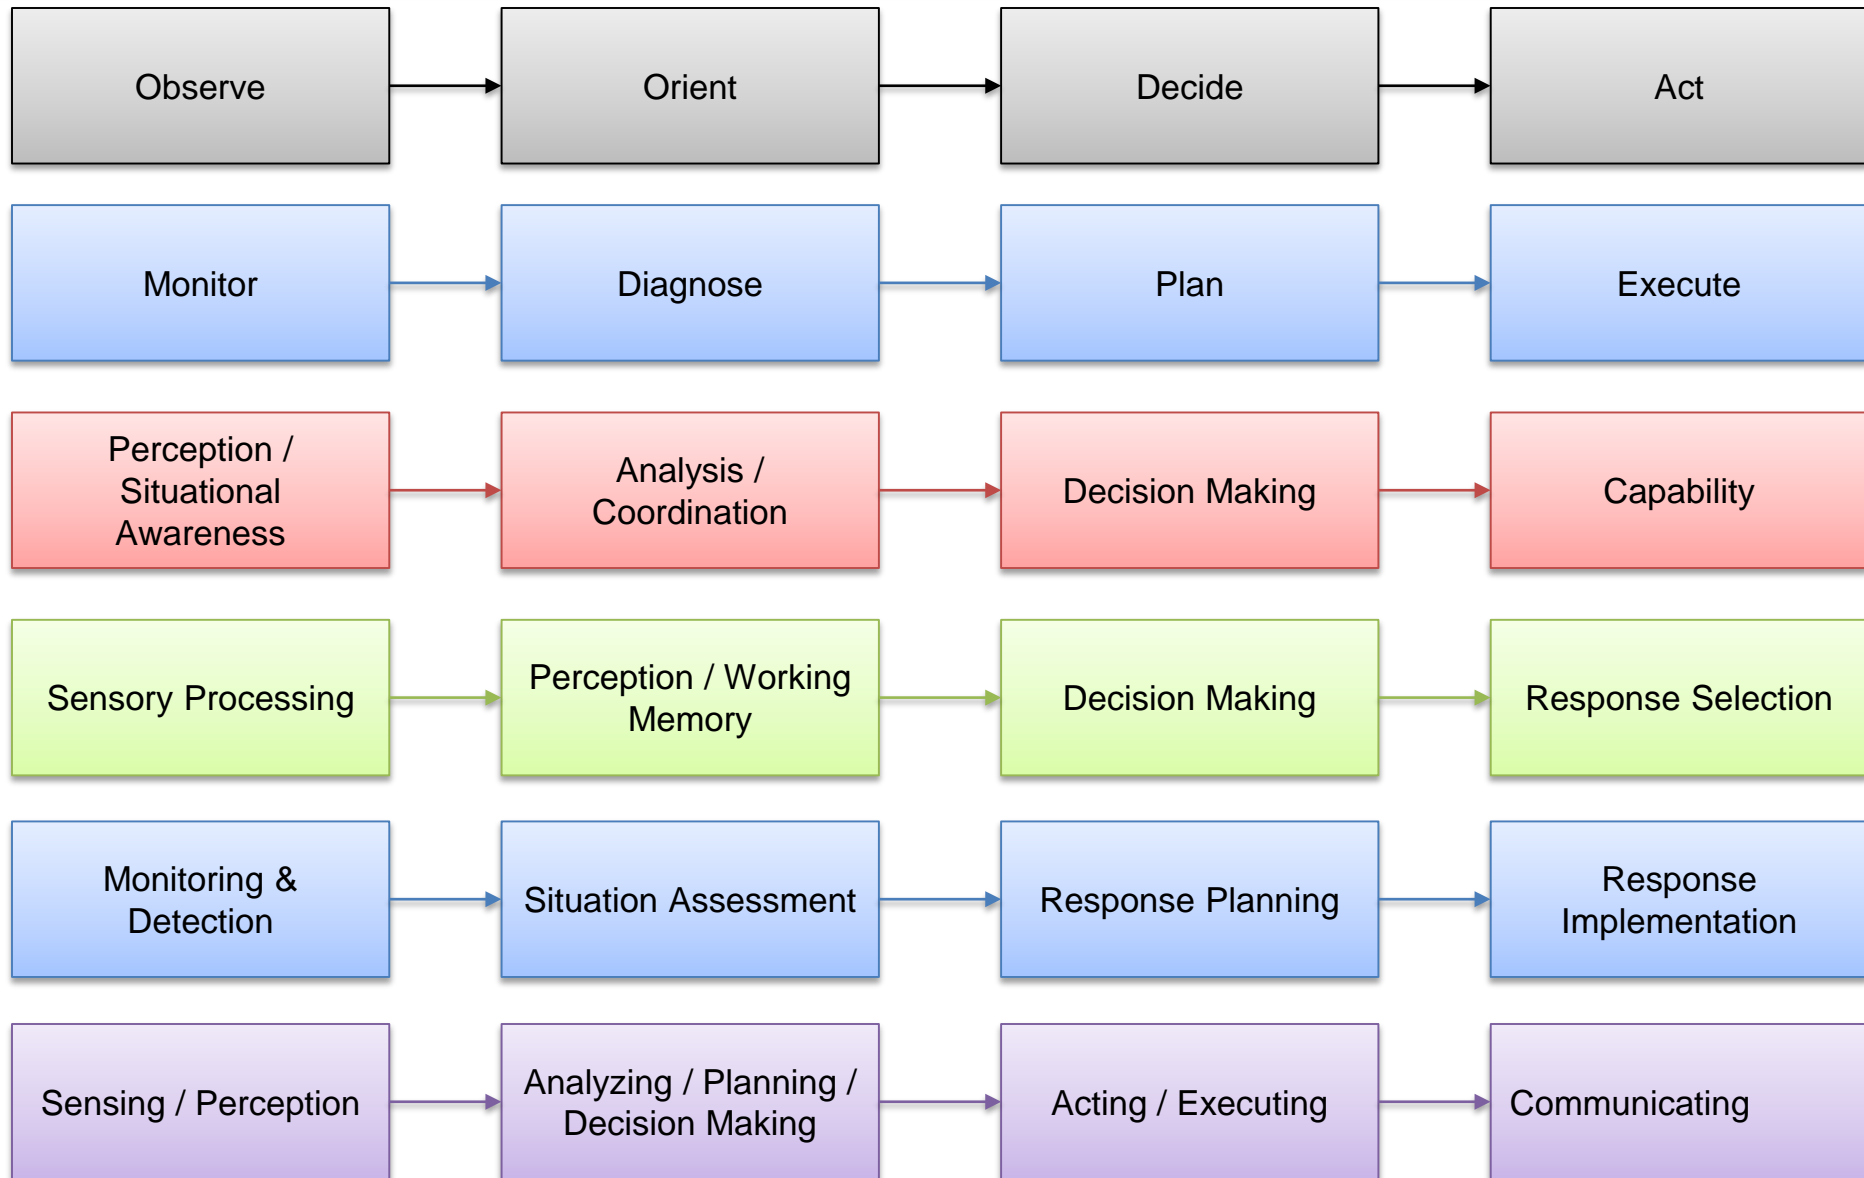 Observe
Orient
Decide
Act
Monitor
Diagnose
Plan
Execute
Perception /
Situational
Awareness
Analysis /
Coordination
Decision Making
Capability
Sensory Processing
Perception / Working
Memory
Decision Making
Response Selection
Monitoring &
Detection
Situation Assessment
Response Planning
Response
Implementation
Sensing / Perception
Analyzing / Planning /
Decision Making
Acting / Executing
Communicating